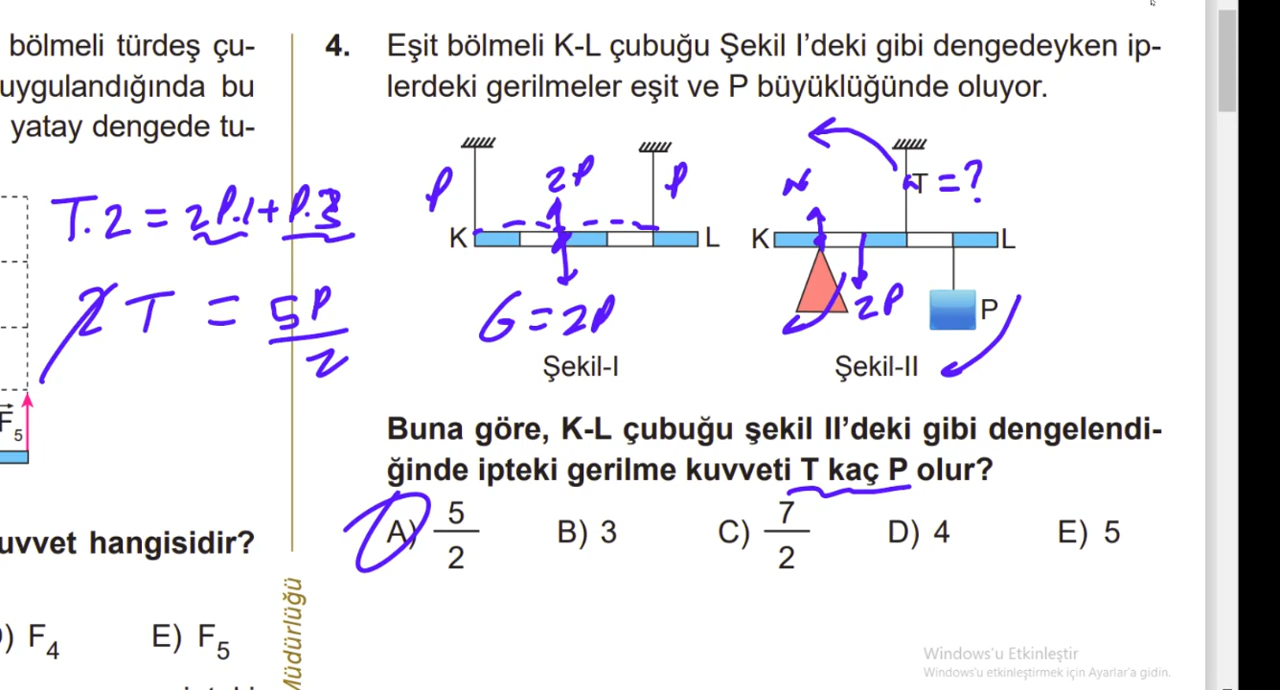 bölmeli türdeş çu-
uygulandığında bu
yatay dengede tu-
T.2 = 2P.1 + P.3
2T = 5P
2
F5
uvvet hangisidir?
) F4 E) F5
Müdürlüğü
4. Eşit bölmeli K-L çubuğu Şekil I'deki gibi dengedeyken ip-
lerdeki gerilmeler eşit ve P büyüklüğünde oluyor.
P 2P P
K L
G = 2P
Şekil-I
N T = ?
K L
2P P
Şekil-II
Buna göre, K-L çubuğu şekil II'deki gibi dengelendi-
ğinde ipteki gerilme kuvveti T kaç P olur?
A) 5/2 B) 3 C) 7/2 D) 4 E) 5
Windows'u Etkinleştir
Windows'u etkinleştirmek için Ayarlar'a gidin.